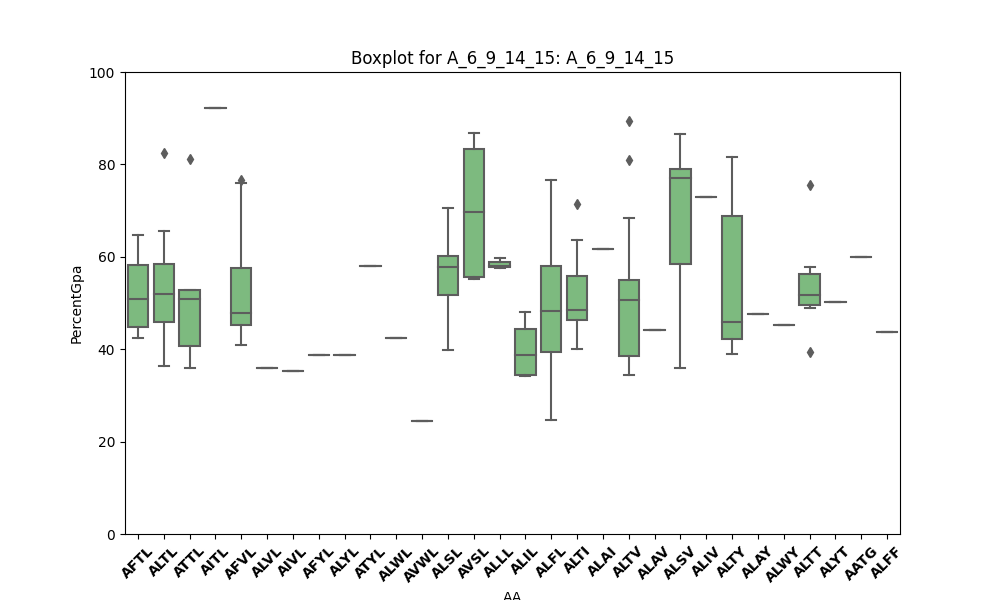 Boxplot for A_6_9_14_15: A_6_9_14_15
100
80
60
40
20
0
PercentGpa
AFTL ALTL ATTL AITL AFVL ALVL AIVL AFYL ALYL ATYL ALWL AVWL ALSL AVSL ALLL ALIL ALFL ALTI ALAI ALTV ALAV ALSV ALIV ALTY ALAY ALWY ALTT ALYT AATG ALFF
AA